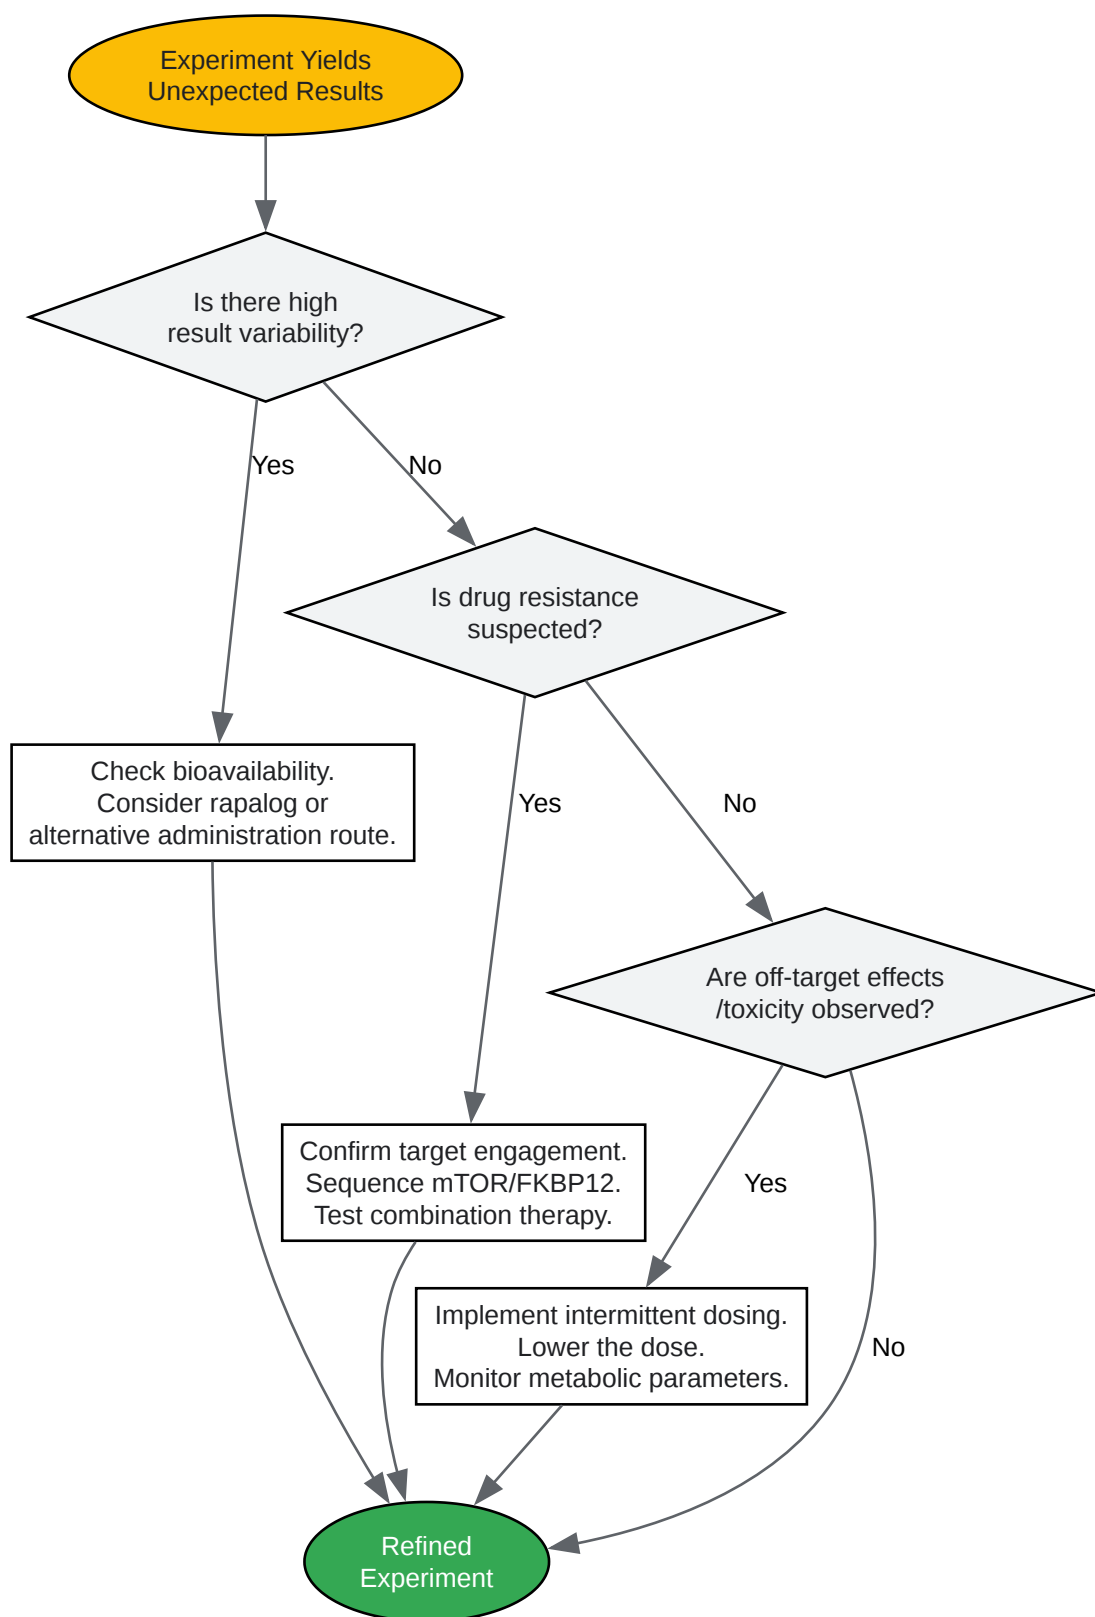 Experiment Yields
Unexpected Results
Is there high
result variability?
Yes
No
Is drug resistance
suspected?
Check bioavailability.
Consider rapalog or
alternative administration route.
Yes
No
Are off-target effects
/toxicity observed?
Confirm target engagement.
Sequence mTOR/FKBP12.
Test combination therapy.
Yes
Implement intermittent dosing.
Lower the dose.
Monitor metabolic parameters.
No
Refined
Experiment